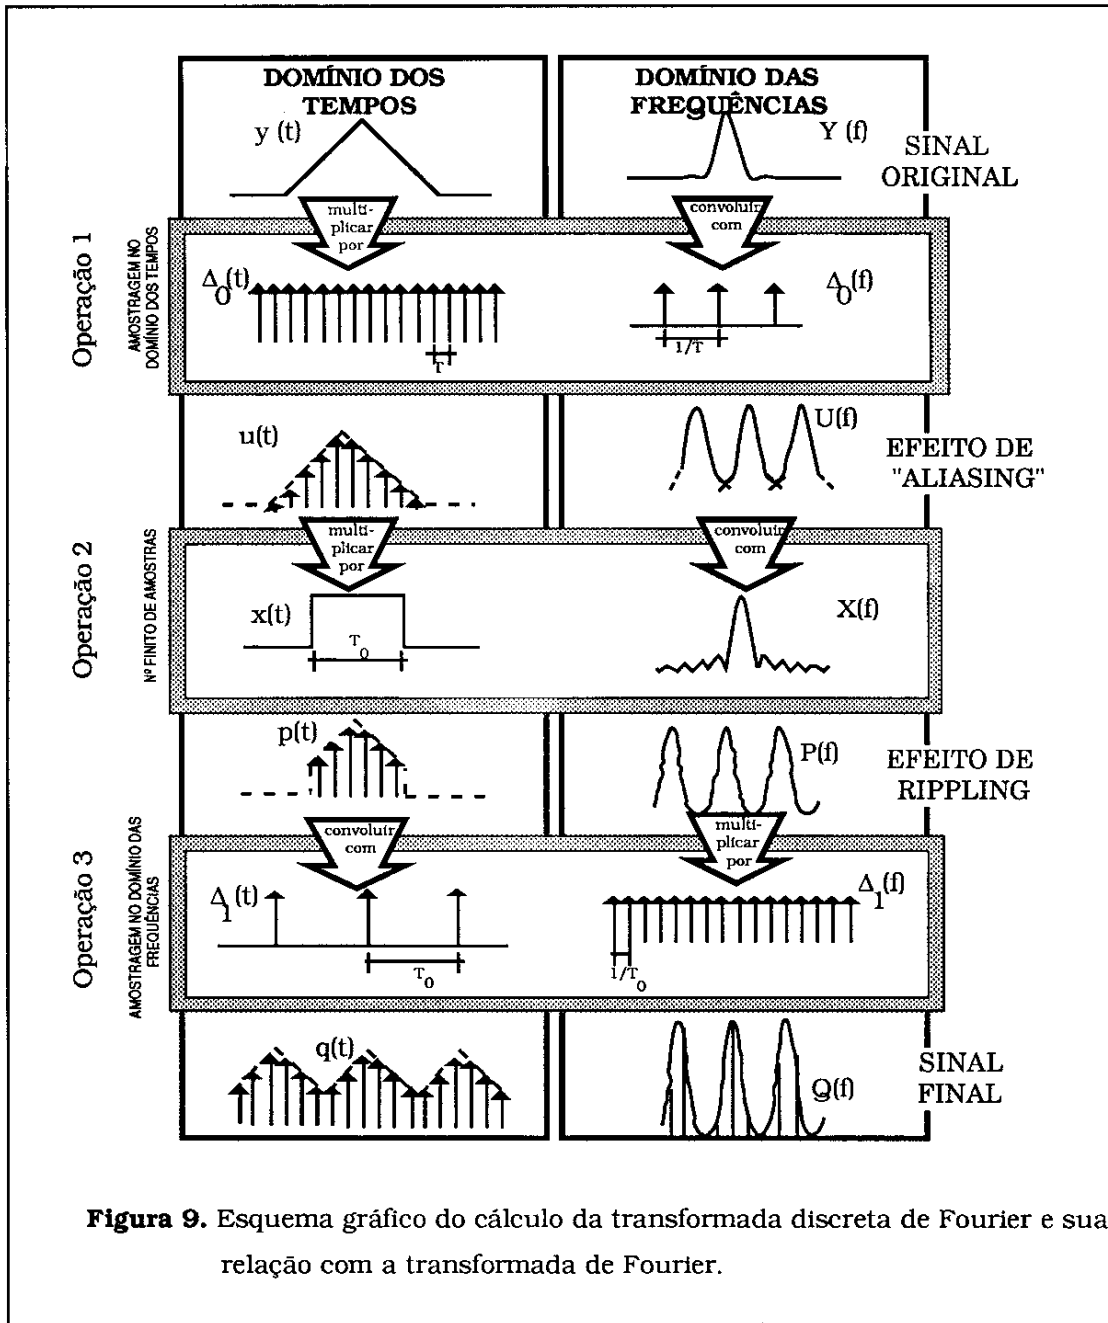 DOMÍNIO DOS
TEMPOS
DOMÍNIO DAS
FREQUÊNCIAS
y (t)
Y (f)
SINAL
ORIGINAL
multi-
plicar
por
convoluir
com
Operação 1
AMOSTRAGEM NO
DOMÍNIO DOS TEMPOS
Δ0(t)
T
Δ0(f)
1/T
u(t)
U(f)
EFEITO DE
"ALIASING"
multi-
plicar
por
convoluir
com
Operação 2
Nº FINITO DE AMOSTRAS
x(t)
T0
X(f)
p(t)
P(f)
EFEITO DE
RIPPLING
convoluir
com
multi-
plicar
por
Operação 3
AMOSTRAGEM NO DOMÍNIO DAS
FREQUÊNCIAS
Δ1(t)
T0
Δ1(f)
1/T0
q(t)
Q(f)
SINAL
FINAL
Figura 9. Esquema gráfico do cálculo da transformada discreta de Fourier e sua
relação com a transformada de Fourier.